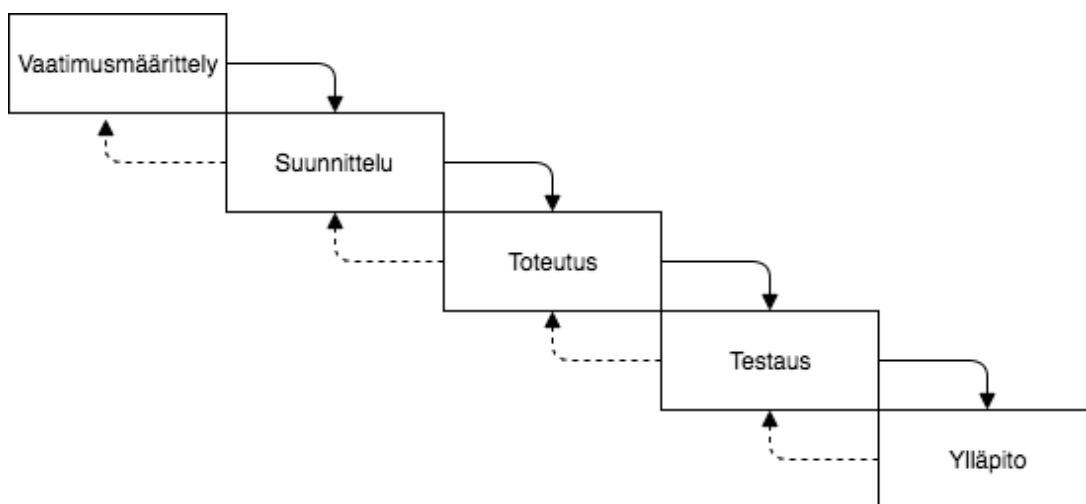 Vaatimusmäärittely
Suunnittelu
Toteutus
Testaus
Ylläpito